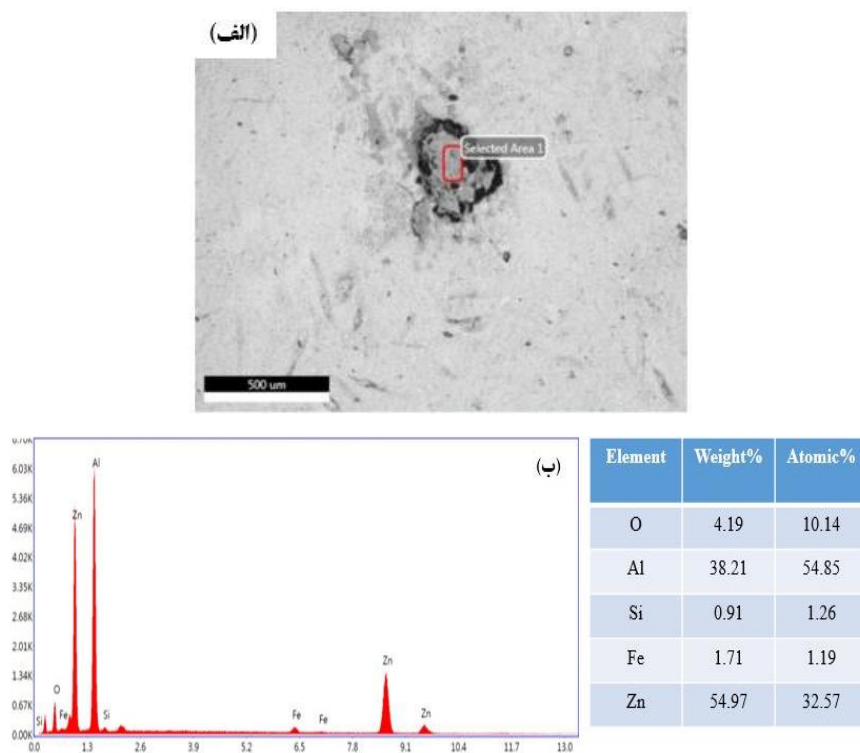 (الف)
Selected Area 1
500 um
(ب)
0.70K
6.03K
5.36K
4.69K
4.02K
3.35K
2.68K
2.01K
1.34K
0.67K
0.00K
Al
Zn
Si
O
Fe
Si
Fe
Fe
Zn
Zn
0.0 1.3 2.6 3.9 5.2 6.5 7.8 9.1 10.4 11.7 13.0
Element Weight% Atomic%
O 4.19 10.14
Al 38.21 54.85
Si 0.91 1.26
Fe 1.71 1.19
Zn 54.97 32.57